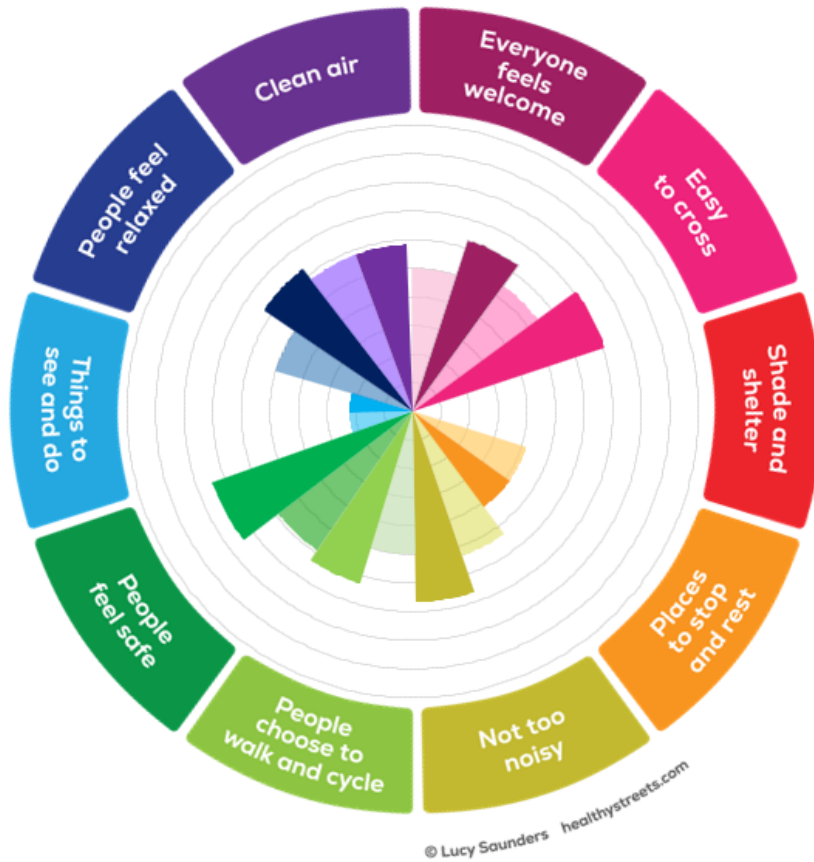 Everyone
feels
welcome
Easy
to cross
Shade and
shelter
Places
to stop
and rest
Not too
noisy
People
choose to
walk and cycle
People
feel safe
Things to
see and do
People feel
relaxed
Clean air
© Lucy Saunders healthystreets.com